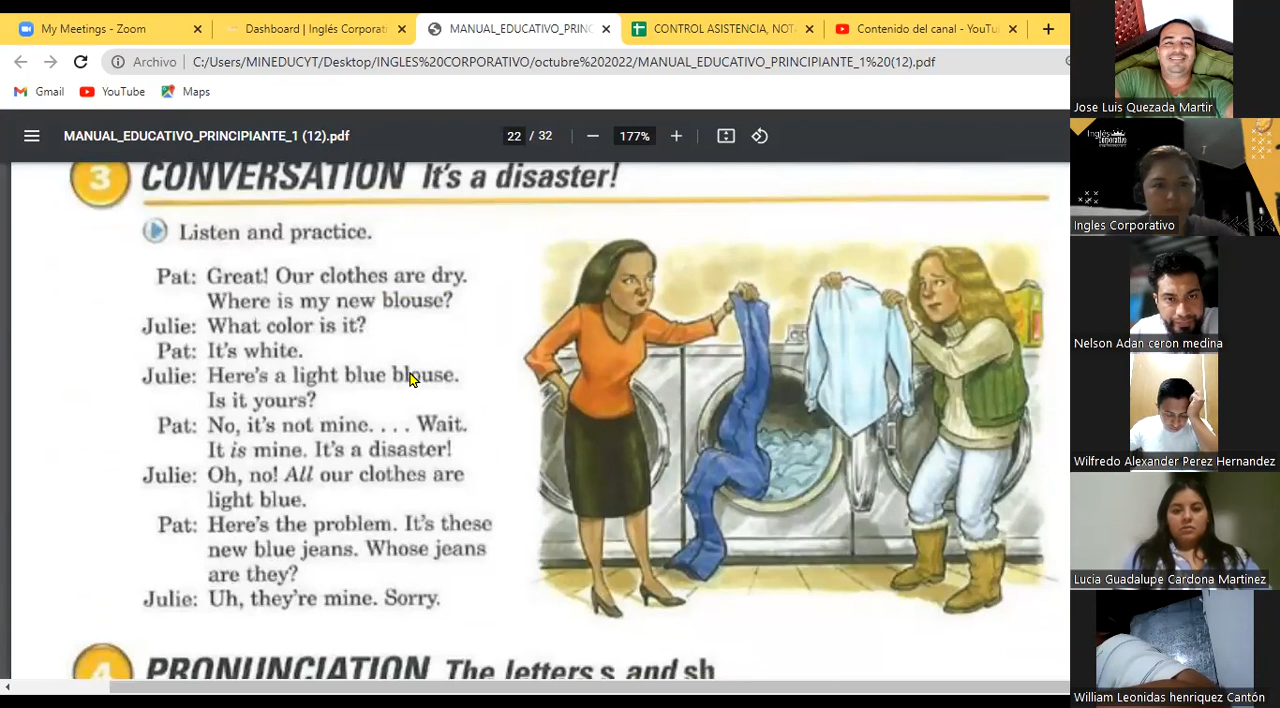 My Meetings - Zoom
Dashboard | Inglés Corporati
MANUAL_EDUCATIVO_PRINC
CONTROL ASISTENCIA, NOT
Contenido del canal - YouTu
Archivo
C:/Users/MINEDUCYT/Desktop/INGLES%20CORPORATIVO/octubre%202022/MANUAL_EDUCATIVO_PRINCIPIANTE_1%20(12).pdf
Gmail
YouTube
Maps
MANUAL_EDUCATIVO_PRINCIPIANTE_1 (12).pdf
22 / 32
177%
3 CONVERSATION It's a disaster!
Listen and practice.
Pat: Great! Our clothes are dry.
Where is my new blouse?
Julie: What color is it?
Pat: It's white.
Julie: Here's a light blue blouse.
Is it yours?
Pat: No, it's not mine. . . . Wait.
It is mine. It's a disaster!
Julie: Oh, no! All our clothes are
light blue.
Pat: Here's the problem. It's these
new blue jeans. Whose jeans
are they?
Julie: Uh, they're mine. Sorry.
4 PRONUNCIATION The letters s and sh
Jose Luis Quezada Martir
Inglés
Corporativo
Ingles Corporativo
Nelson Adan ceron medina
Wilfredo Alexander Perez Hernandez
Lucia Guadalupe Cardona Martinez
William Leonidas henriquez Cantón